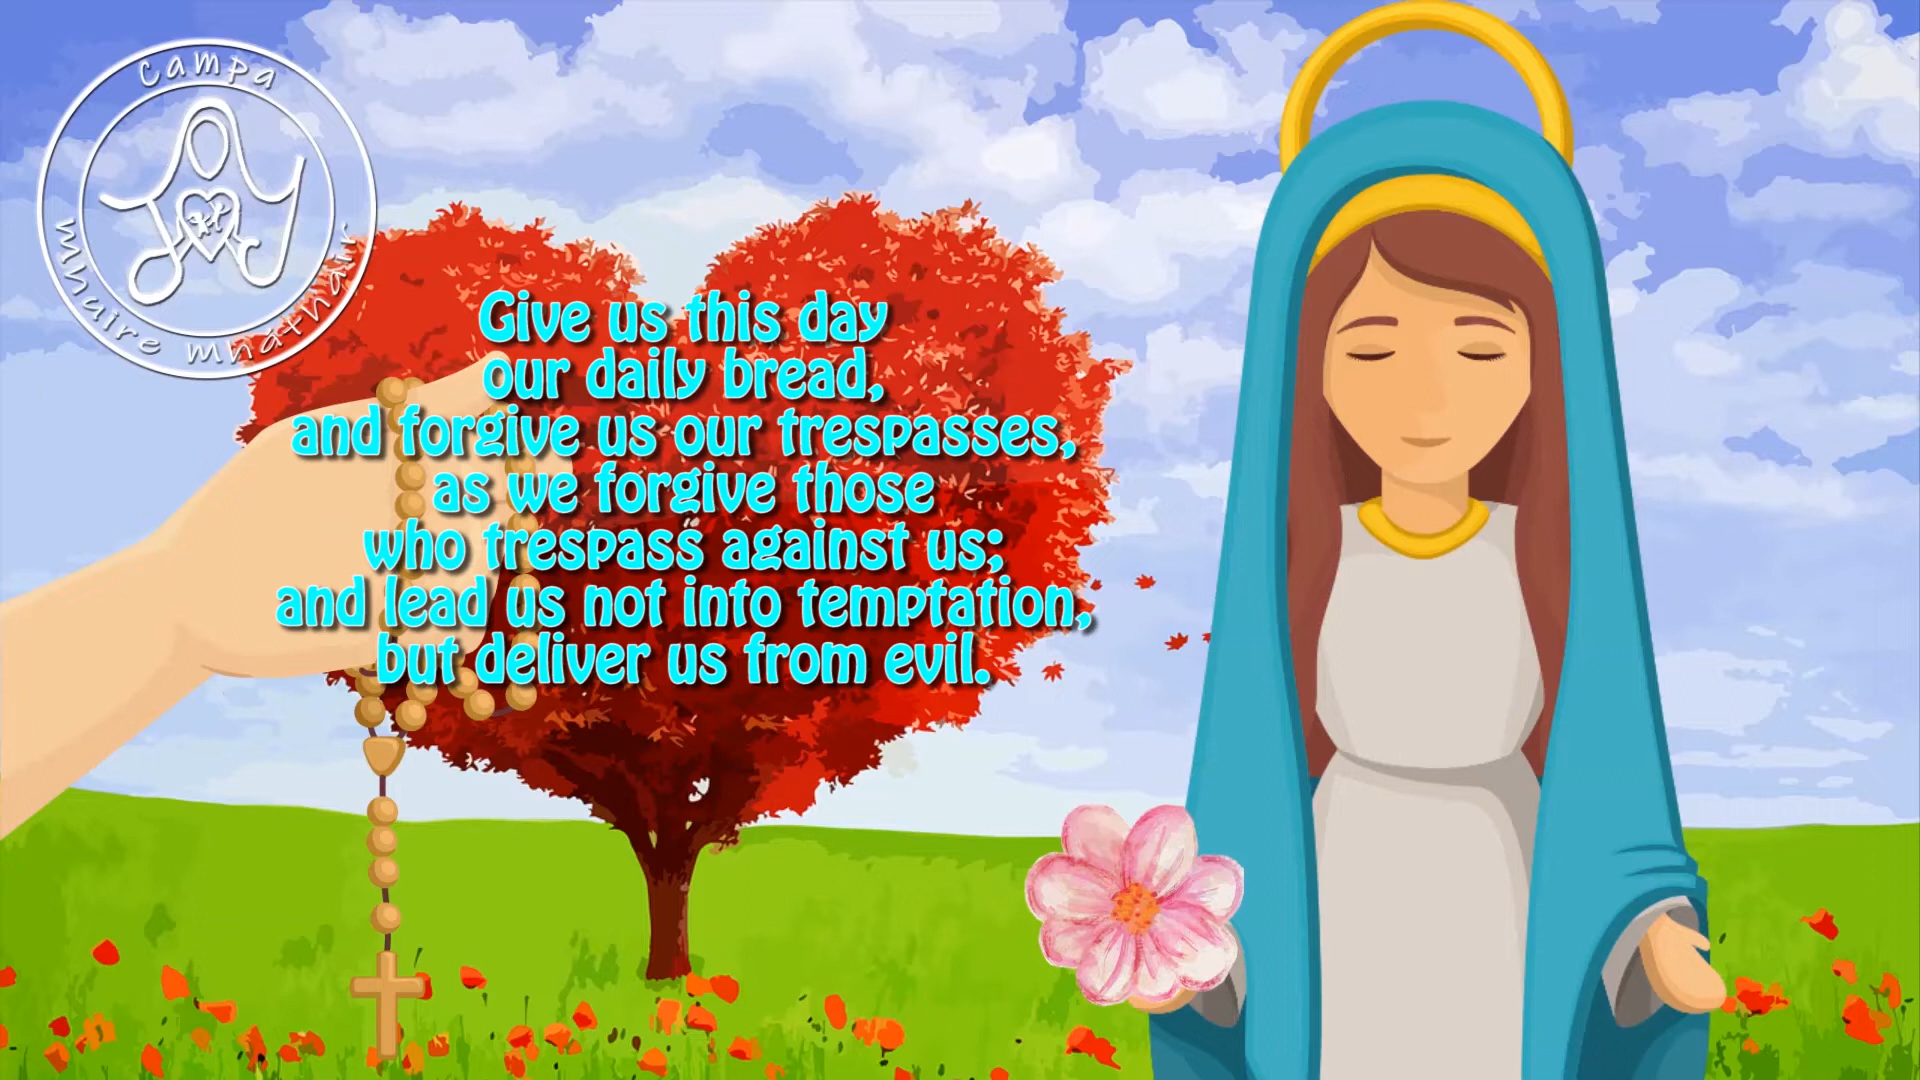 Campa
Mhuire Mháthair
Give us this day
our daily bread,
and forgive us our trespasses,
as we forgive those
who trespass against us;
and lead us not into temptation,
but deliver us from evil.